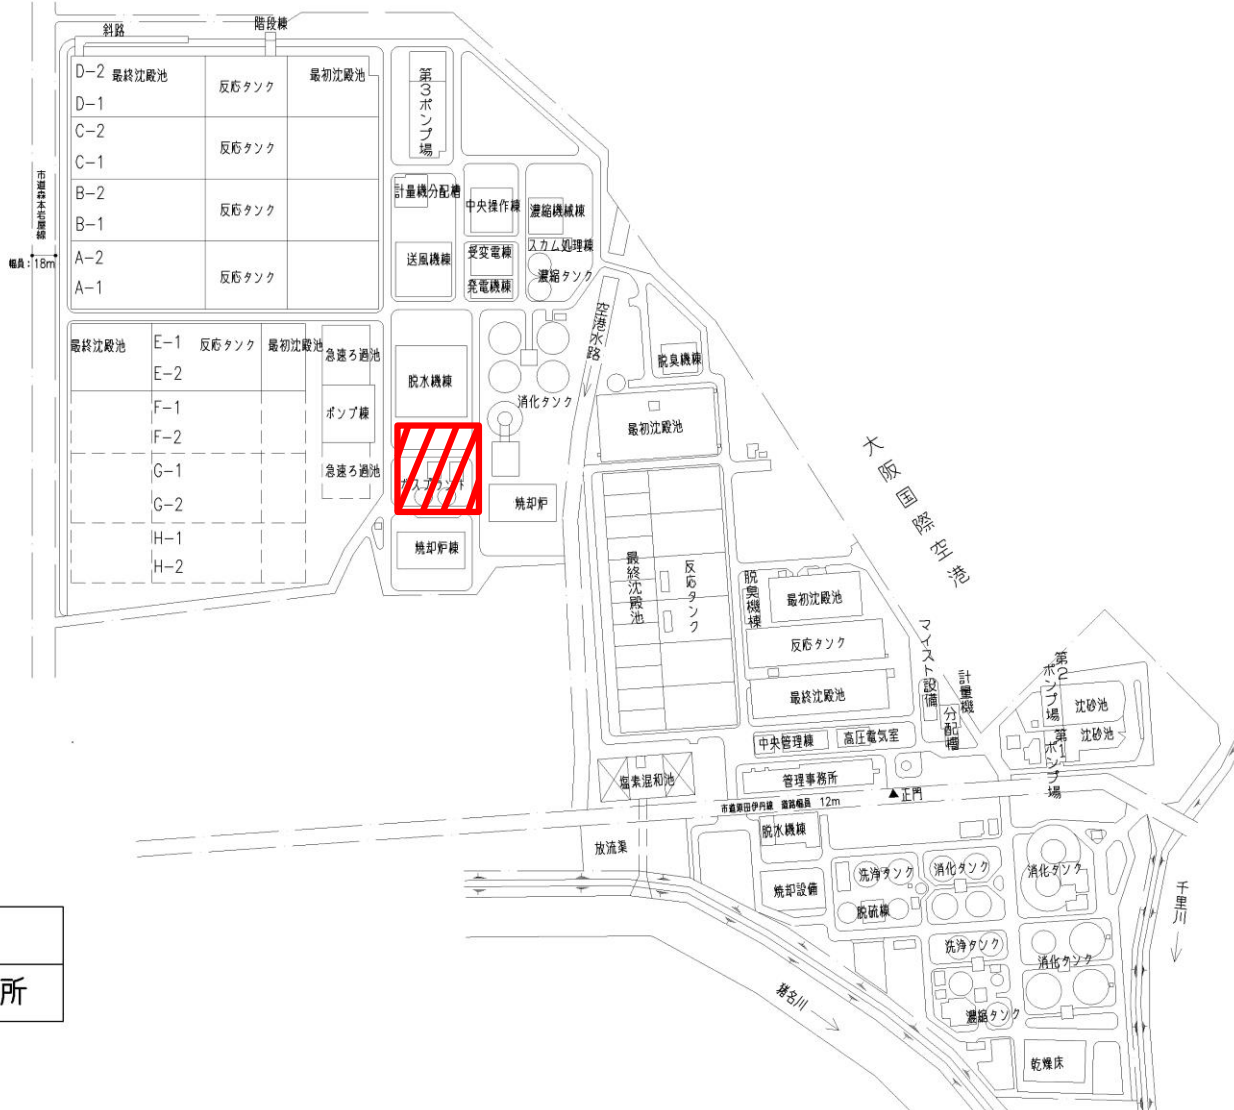 斜路
階段棟
D-2
最終沈殿池
反応タンク
最初沈殿池
D-1
C-2
反応タンク
C-1
B-2
反応タンク
B-1
A-2
反応タンク
A-1
市道森本岩屋線
幅員：18m
第3ポンプ場
計量機分配槽
中央操作棟
濃縮機械棟
送風機棟
受変電棟
スカム処理棟
発電機棟
濃縮タンク
最終沈殿池
E-1
反応タンク
最初沈殿池
急速ろ過池
E-2
F-1
ポンプ棟
F-2
G-1
急速ろ過池
G-2
H-1
H-2
脱水機棟
消化タンク
空港水路
脱臭機棟
最初沈殿池
ガスプラント
焼却炉
焼却炉棟
大阪国際空港
最終沈殿池
反応タンク
脱臭機棟
最初沈殿池
反応タンク
最終沈殿池
マイスト設備
計量機
分配槽
第2
ポンプ場
沈砂池
第1
ポンプ場
沈砂池
中央管理棟
高圧電気室
管理事務所
塩素混和池
市道原田伊丹線 道路幅員 12m
▲正門
放流渠
脱水機棟
焼却設備
洗浄タンク
消化タンク
消化タンク
脱硫棟
洗浄タンク
消化タンク
濃縮タンク
乾燥床
千里川
猪名川
所